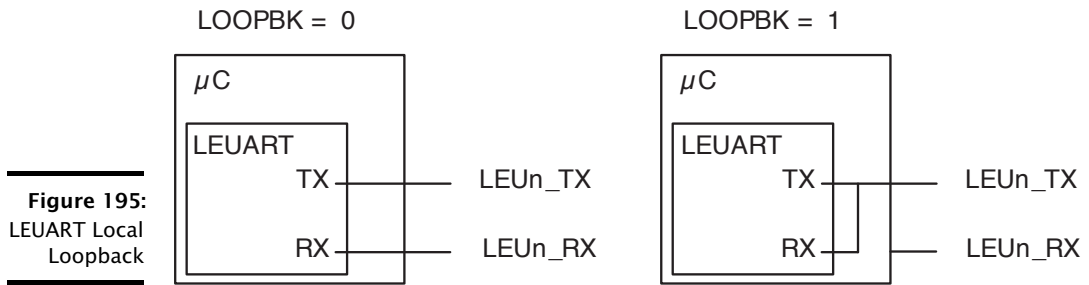 LOOPBK = 0
µC
LEUART
TX
LEUn_TX
RX
LEUn_RX
LOOPBK = 1
µC
LEUART
TX
LEUn_TX
RX
LEUn_RX
Figure 195:
LEUART Local
Loopback